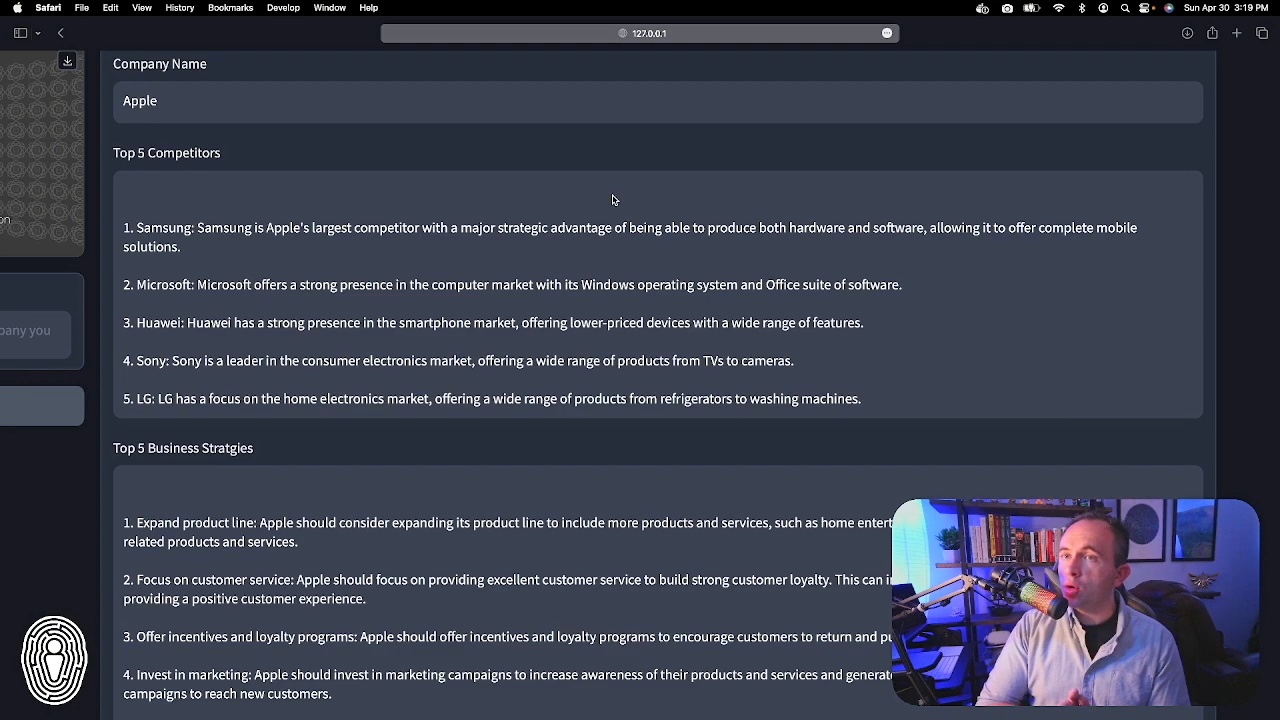 Safari File Edit View History Bookmarks Develop Window Help Sun Apr 30 3:19 PM
127.0.0.1
Company Name
Apple
Top 5 Competitors
on
1. Samsung: Samsung is Apple's largest competitor with a major strategic advantage of being able to produce both hardware and software, allowing it to offer complete mobile
solutions.
2. Microsoft: Microsoft offers a strong presence in the computer market with its Windows operating system and Office suite of software.
3. Huawei: Huawei has a strong presence in the smartphone market, offering lower-priced devices with a wide range of features.
pany you
4. Sony: Sony is a leader in the consumer electronics market, offering a wide range of products from TVs to cameras.
5. LG: LG has a focus on the home electronics market, offering a wide range of products from refrigerators to washing machines.
Top 5 Business Stratgies
1. Expand product line: Apple should consider expanding its product line to include more products and services, such as home entert
related products and services.
2. Focus on customer service: Apple should focus on providing excellent customer service to build strong customer loyalty. This can i
providing a positive customer experience.
3. Offer incentives and loyalty programs: Apple should offer incentives and loyalty programs to encourage customers to return and pu
4. Invest in marketing: Apple should invest in marketing campaigns to increase awareness of their products and services and generate
campaigns to reach new customers.